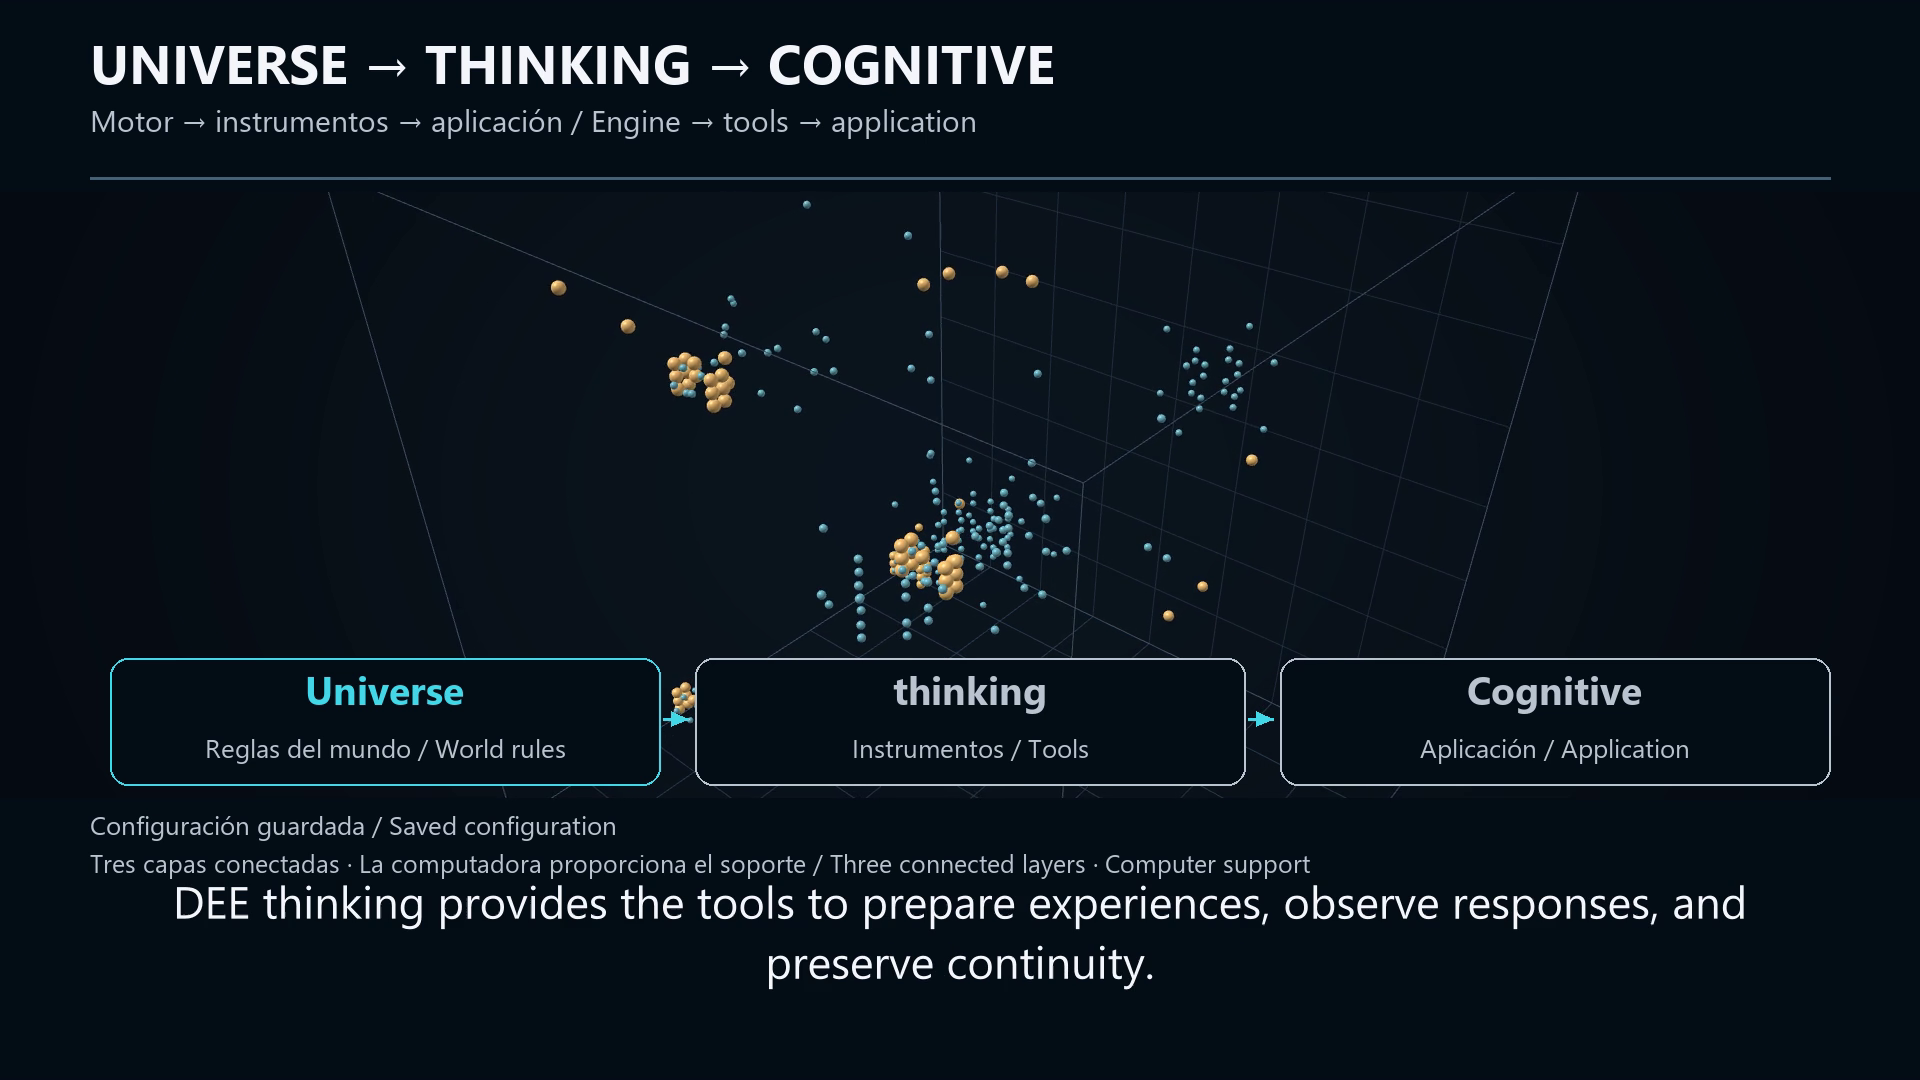 UNIVERSE → THINKING → COGNITIVE
Motor → instrumentos → aplicación / Engine → tools → application
Universe
Reglas del mundo / World rules
thinking
Instrumentos / Tools
Cognitive
Aplicación / Application
Configuración guardada / Saved configuration
Tres capas conectadas · La computadora proporciona el soporte / Three connected layers · Computer support
DEE thinking provides the tools to prepare experiences, observe responses, and
preserve continuity.